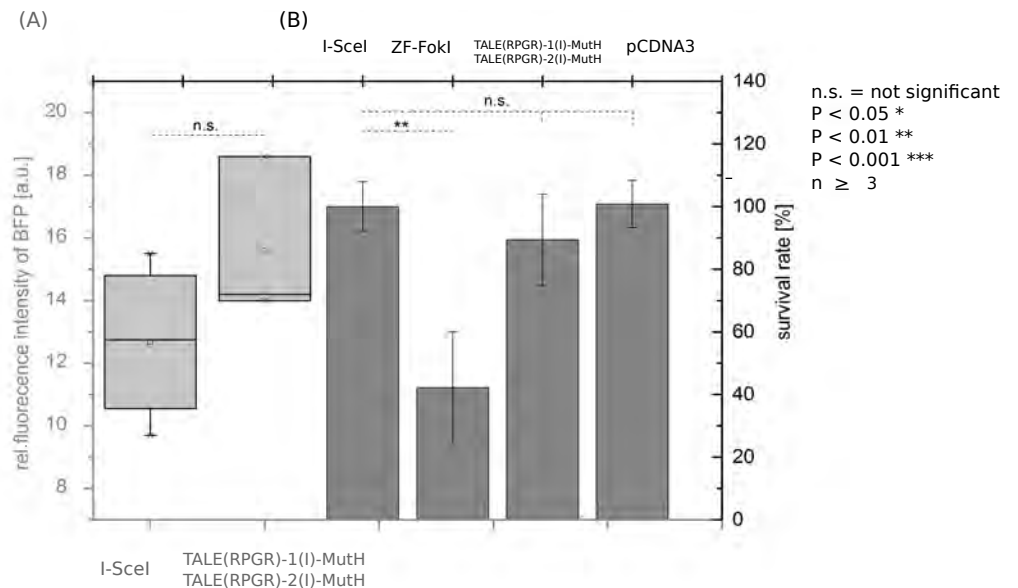 (A)
(B)
I-SceI
ZF-FokI
TALE(RPGR)-1(I)-MutH
TALE(RPGR)-2(I)-MutH
pCDNA3
n.s.
n.s.
**
20
18
16
14
12
10
8
rel.fluorecence intensity of BFP [a.u.]
140
120
100
80
60
40
20
0
survival rate [%]
n.s. = not significant
P < 0.05 *
P < 0.01 **
P < 0.001 ***
n ≥ 3
I-SceI
TALE(RPGR)-1(I)-MutH
TALE(RPGR)-2(I)-MutH